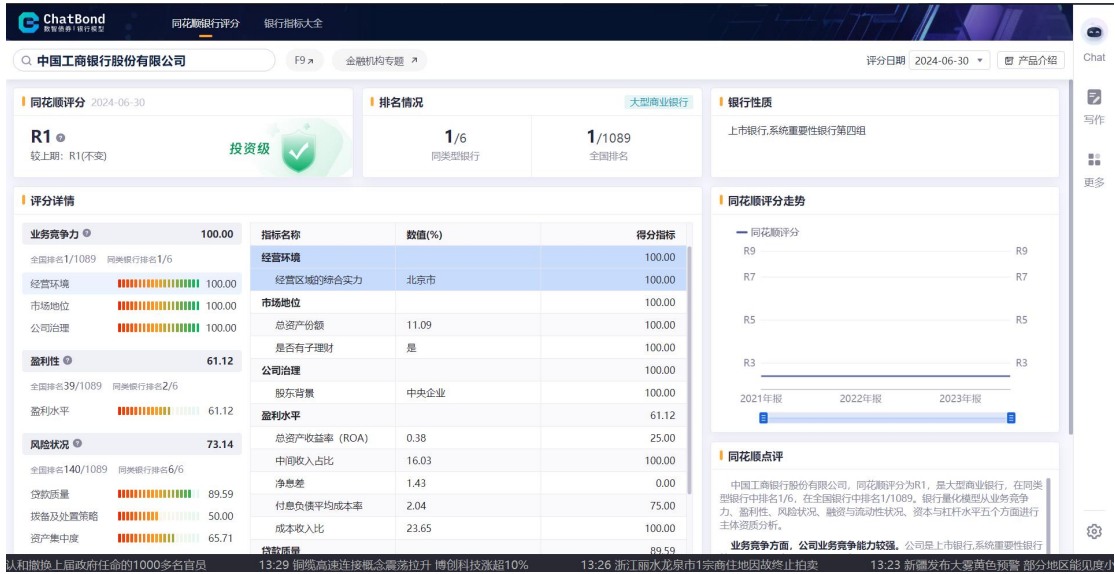 ChatBond
数智债券!银行模型
同花顺银行评分
银行指标大全
中国工商银行股份有限公司
F9
金融机构专题
评分日期 2024-06-30
产品介绍
Chat
写作
更多
同花顺评分 2024-06-30
R1
较上期: R1(不变)
投资级
排名情况
大型商业银行
1/6
同类型银行
1/1089
全国排名
银行性质
上市银行,系统重要性银行第四组
评分详情
业务竞争力 100.00
全国排名1/1089 同类银行排名1/6
经营环境 100.00
市场地位 100.00
公司治理 100.00
盈利性 61.12
全国排名39/1089 同类银行排名2/6
盈利水平 61.12
风险状况 73.14
全国排名140/1089 同类银行排名6/6
贷款质量 89.59
拨备及处置策略 50.00
资产集中度 65.71
指标名称 数值(%) 得分指标
经营环境 100.00
经营区域的综合实力 北京市 100.00
市场地位 100.00
总资产份额 11.09 100.00
是否有子理财 是 100.00
公司治理 100.00
股东背景 中央企业 100.00
盈利水平 61.12
总资产收益率（ROA） 0.38 25.00
中间收入占比 16.03 100.00
净息差 1.43 0.00
付息负债平均成本率 2.04 75.00
成本收入比 23.65 100.00
贷款质量 89.59
同花顺评分走势
同花顺评分
R9 R9
R7 R7
R5 R5
R3 R3
2021年报 2022年报 2023年报
同花顺点评
中国工商银行股份有限公司，同花顺评分为R1，是大型商业银行，在同类
型银行中排名1/6，在全国银行中排名1/1089。银行量化模型从业务竞争
力、盈利性、风险状况、融资与流动性状况、资本与杠杆水平五个方面进行
主体资质分析。
业务竞争方面，公司业务竞争能力较强。公司是上市银行,系统重要性银行
认和撤换上届政府任命的1000多名官员 13:29 铜缆高速连接概念震荡拉升 博创科技涨超10% 13:26 浙江丽水龙泉市1宗商住地因故终止拍卖 13:23 新疆发布大雾黄色预警 部分地区能见度小